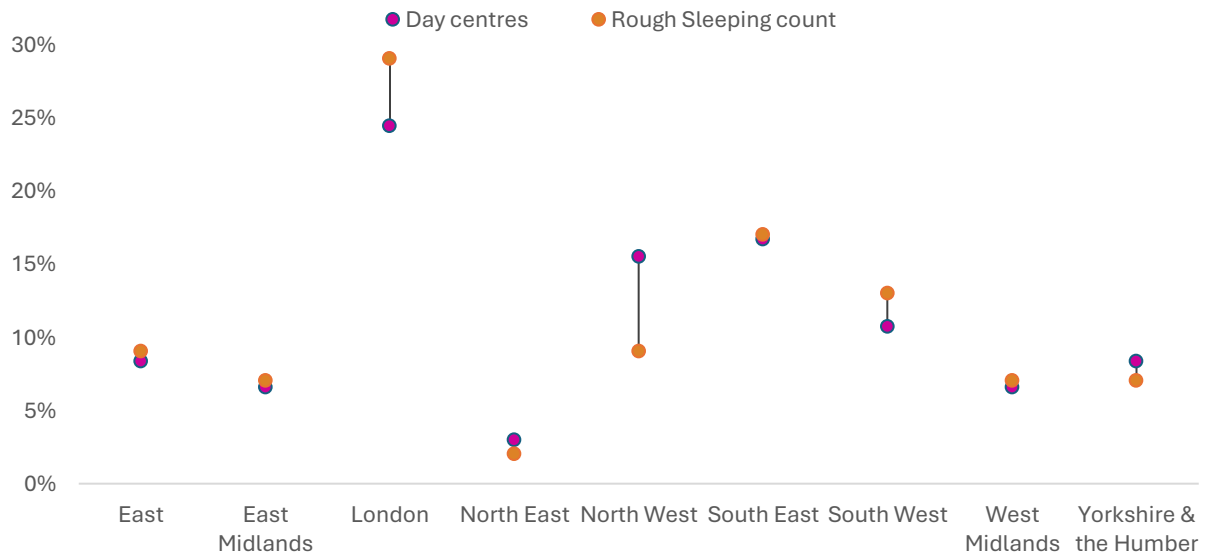 Day centres
Rough Sleeping count
30%
25%
20%
15%
10%
5%
0%
East
East
Midlands
London
North East
North West
South East
South West
West
Midlands
Yorkshire &
the Humber